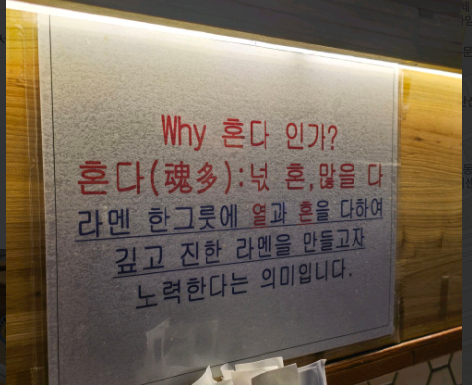 Why 혼다 인가?
혼다(魂多):넋 혼,많을 다
라멘 한그릇에 열과 혼을 다하여
깊고 진한 라멘을 만들고자
노력한다는 의미입니다.